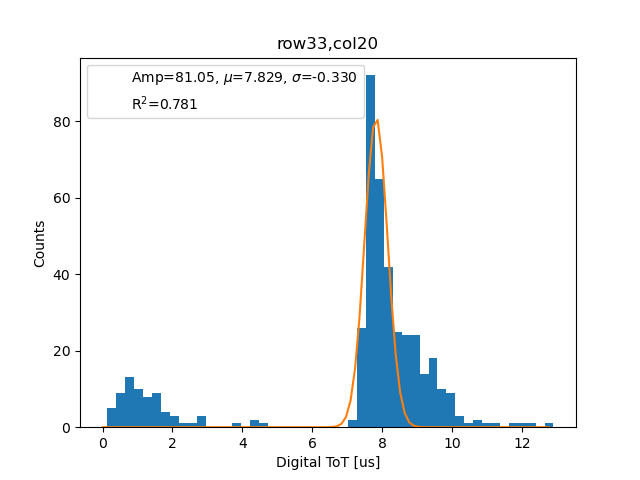 row33,col20
Amp=81.05, μ=7.829, σ=-0.330
R²=0.781
80
60
40
20
0
Counts
0 2 4 6 8 10 12
Digital ToT [us]